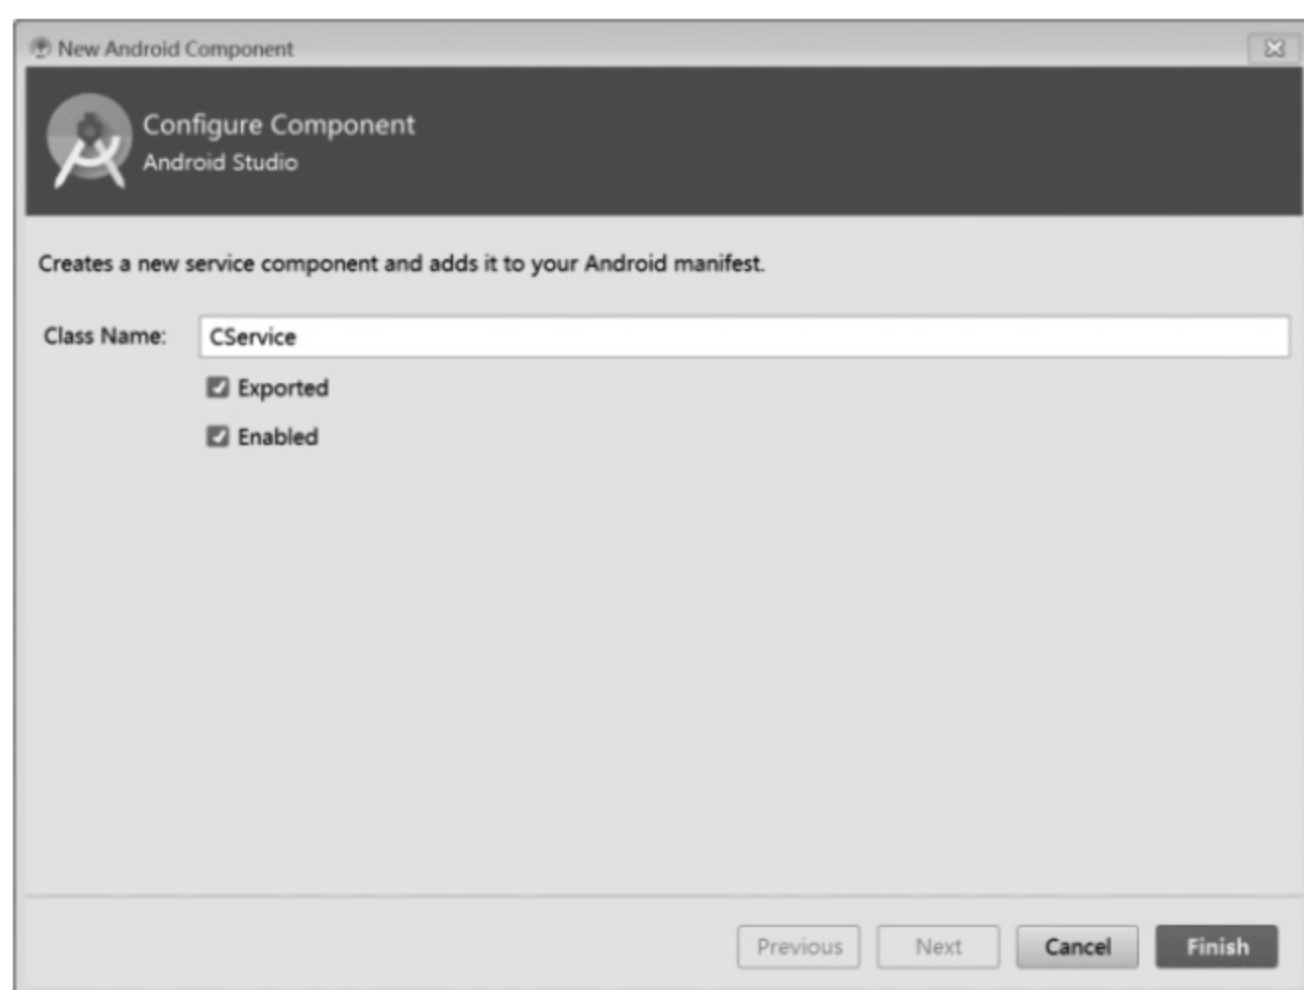 New Android Component
Configure Component
Android Studio
Creates a new service component and adds it to your Android manifest.
Class Name: CService
Exported
Enabled
Previous Next Cancel Finish